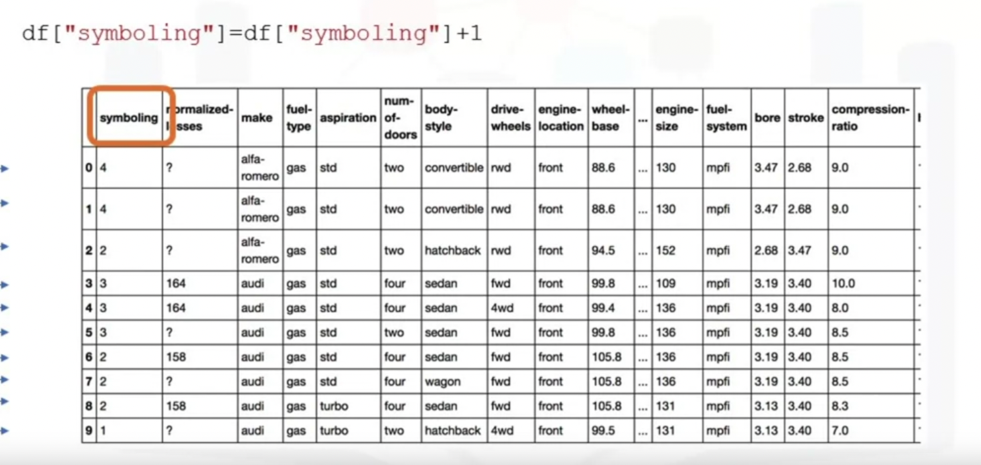 df["symboling"]=df["symboling"]+1
symboling normalized-losses make fuel-type aspiration num-of-doors body-style drive-wheels engine-location wheel-base ... engine-size fuel-system bore stroke compression-ratio
0 4 ? alfa-romero gas std two convertible rwd front 88.6 ... 130 mpfi 3.47 2.68 9.0
1 4 ? alfa-romero gas std two convertible rwd front 88.6 ... 130 mpfi 3.47 2.68 9.0
2 2 ? alfa-romero gas std two hatchback rwd front 94.5 ... 152 mpfi 2.68 3.47 9.0
3 3 164 audi gas std four sedan fwd front 99.8 ... 109 mpfi 3.19 3.40 10.0
4 3 164 audi gas std four sedan 4wd front 99.4 ... 136 mpfi 3.19 3.40 8.0
5 3 ? audi gas std two sedan fwd front 99.8 ... 136 mpfi 3.19 3.40 8.5
6 2 158 audi gas std four sedan fwd front 105.8 ... 136 mpfi 3.19 3.40 8.5
7 2 ? audi gas std four wagon fwd front 105.8 ... 136 mpfi 3.19 3.40 8.5
8 2 158 audi gas turbo four sedan fwd front 105.8 ... 131 mpfi 3.13 3.40 8.3
9 1 ? audi gas turbo two hatchback 4wd front 99.5 ... 131 mpfi 3.13 3.40 7.0